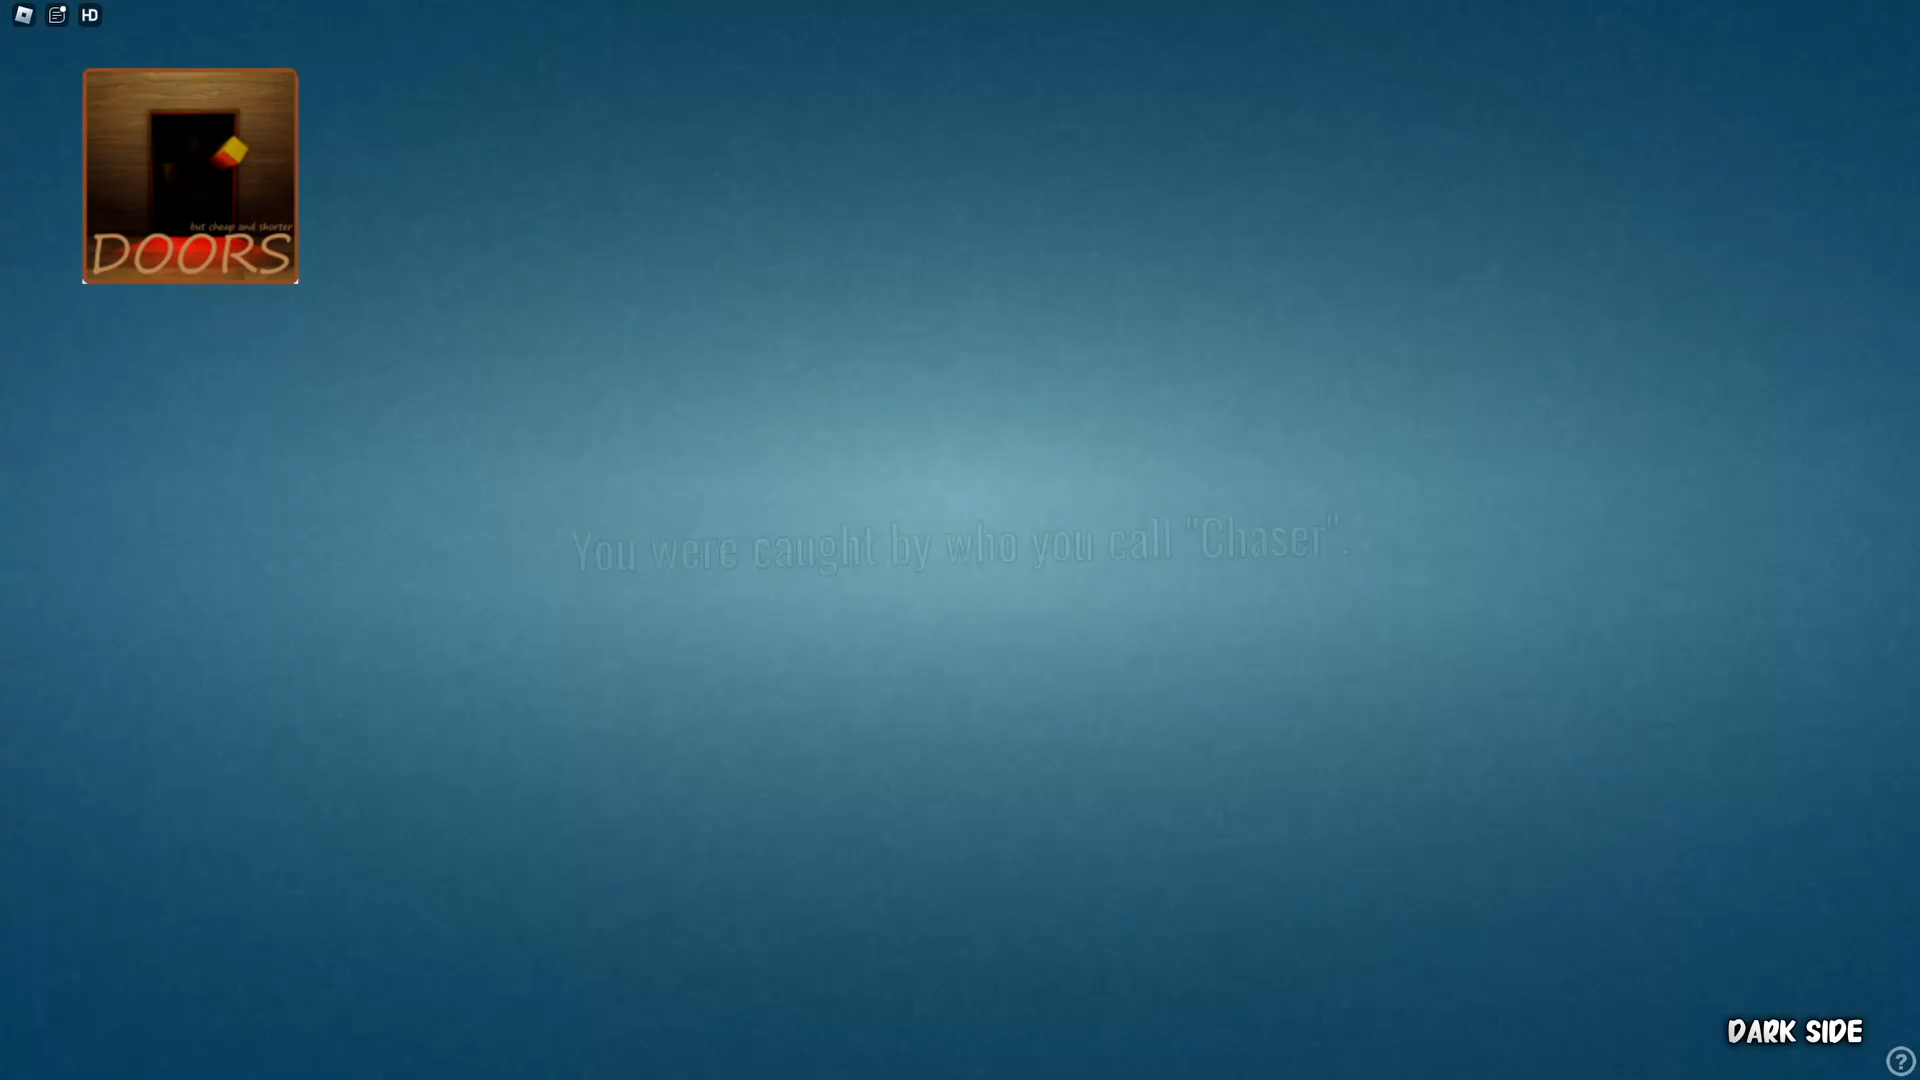 HD
but cheap and shorter
DOORS
You were caught by who you call "Chaser".
DARK SIDE
?